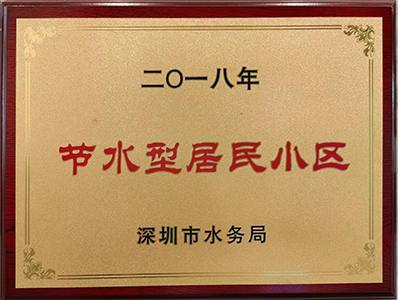 二〇一八年
节水型居民小区
深圳市水务局